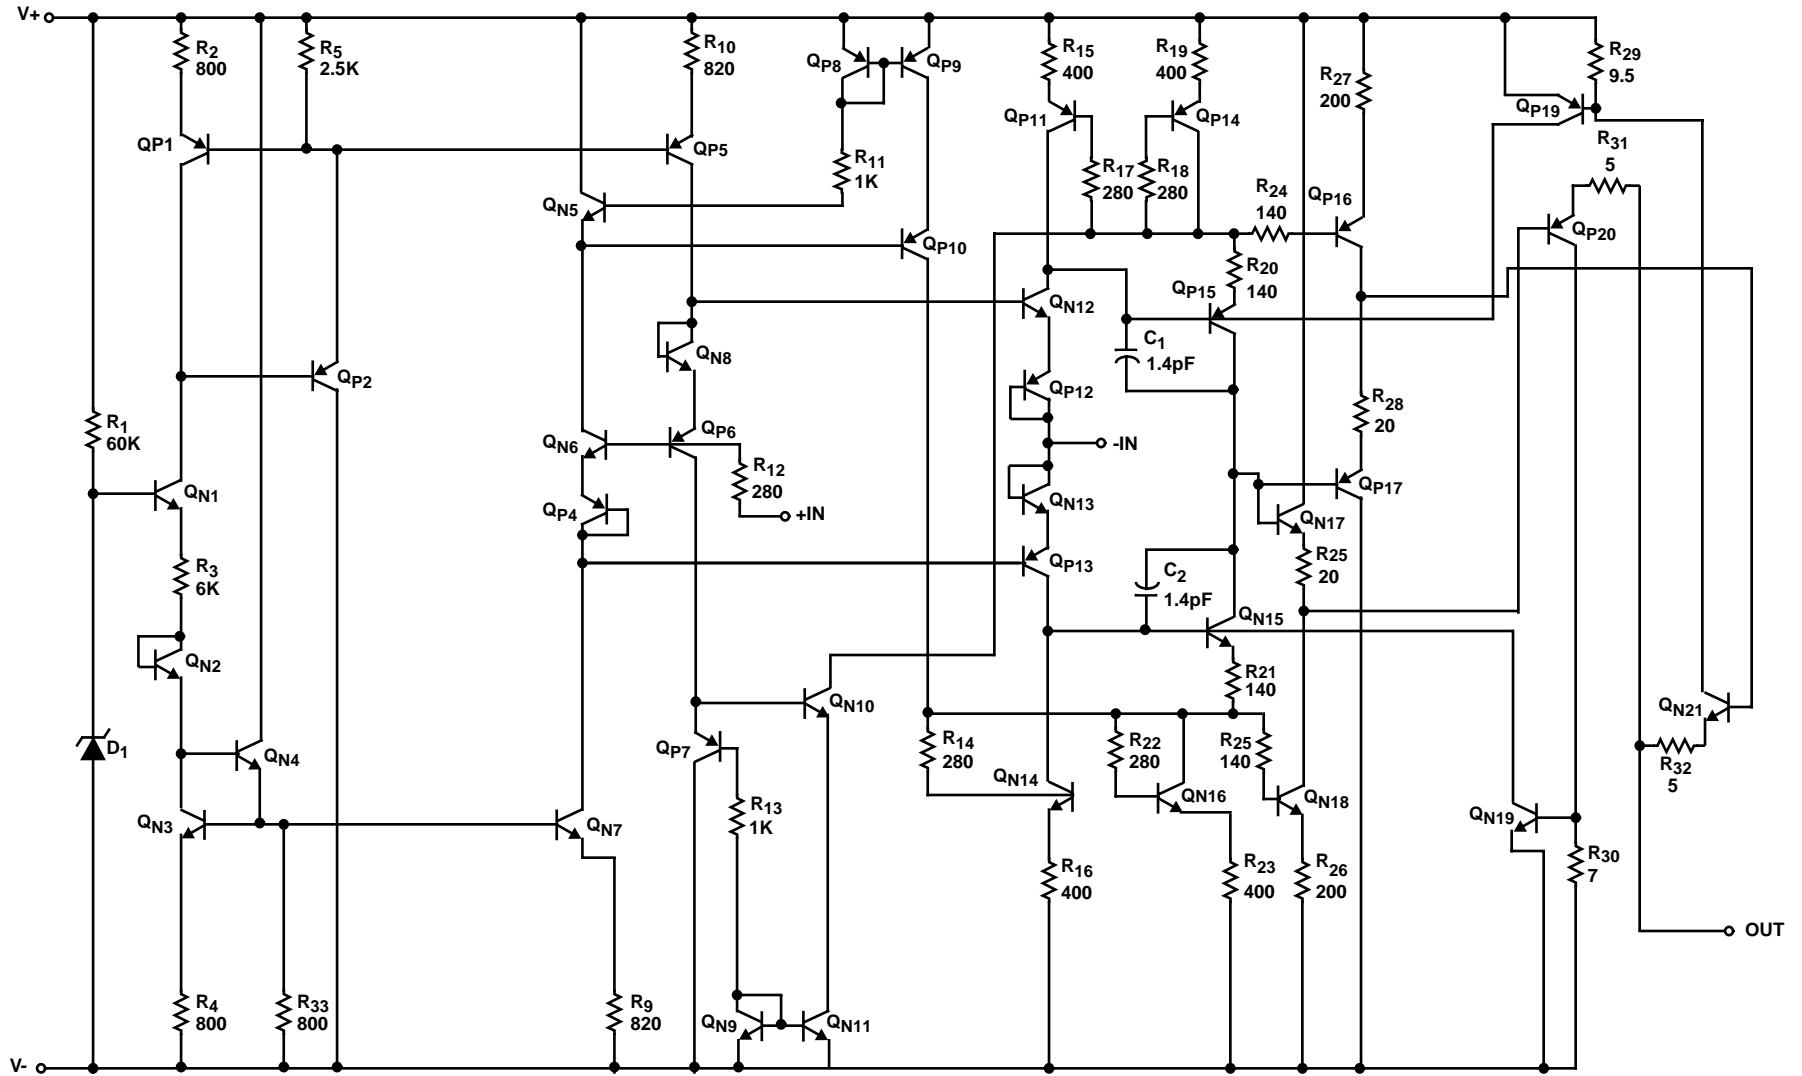 V+
R2
800
R5
2.5K
R10
820
QP8
QP9
R15
400
R19
400
R27
200
R29
9.5
QP1
QP5
R11
1K
QP11
QP14
QP19
R31
5
R17
280
R18
280
R24
140
QP16
QN5
QP10
QP20
R20
140
QP15
QN12
C1
1.4pF
QN8
QP2
QP12
R1
60K
QN6
QP6
-IN
R28
20
R12
280
QN1
QP4
+IN
QN13
QP17
QN17
R3
6K
QP13
C2
1.4pF
R25
20
QN15
QN2
R21
140
QN10
QN21
D1
QN4
QP7
R14
280
R22
280
R25
140
R32
5
QN14
QN16
QN18
QN3
QN7
R13
1K
QN19
R16
400
R23
400
R26
200
R30
7
OUT
R4
800
R33
800
R9
820
QN9
QN11
V-